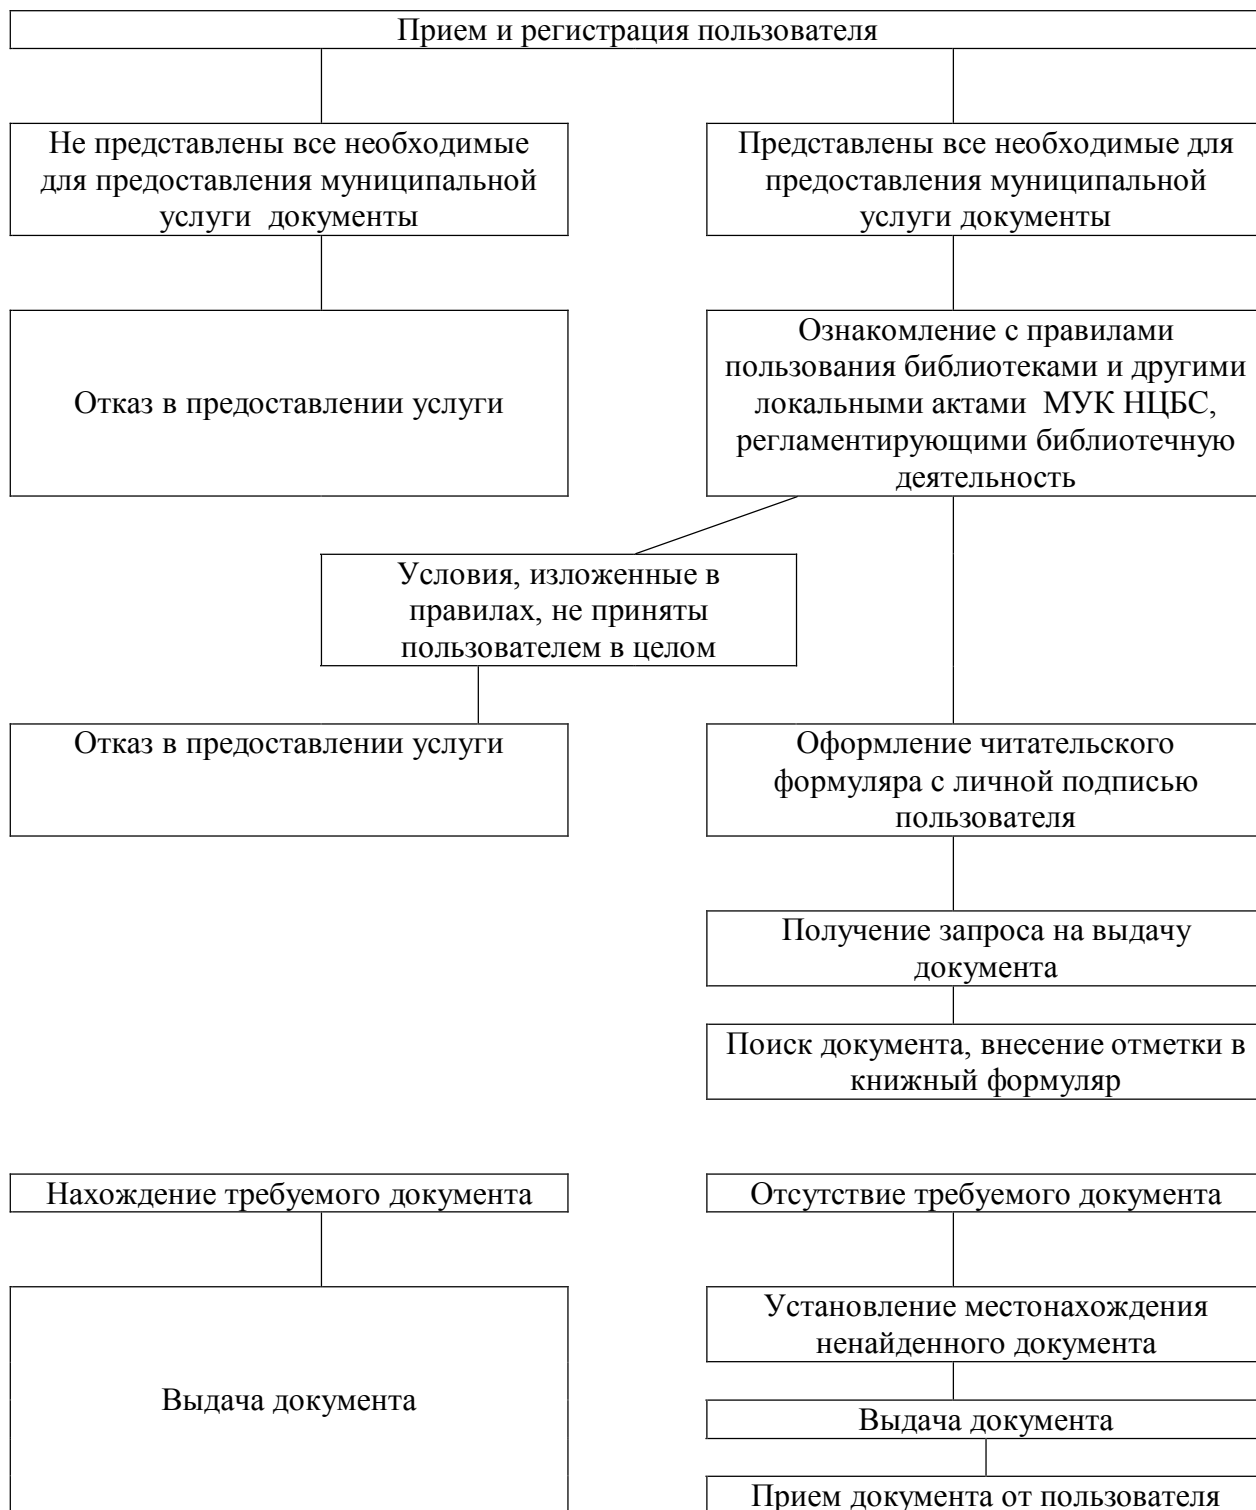 Прием и регистрация пользователя
Не представлены все необходимые
для предоставления муниципальной
услуги  документы
Представлены все необходимые для
предоставления муниципальной
услуги документы
Отказ в предоставлении услуги
Ознакомление с правилами
пользования библиотеками и другими
локальными актами  МУК НЦБС,
регламентирующими библиотечную
деятельность
Условия, изложенные в
правилах, не приняты
пользователем в целом
Отказ в предоставлении услуги
Оформление читательского
формуляра с личной подписью
пользователя
Получение запроса на выдачу
документа
Поиск документа, внесение отметки в
книжный формуляр
Нахождение требуемого документа
Отсутствие требуемого документа
Установление местонахождения
ненайденного документа
Выдача документа
Выдача документа
Прием документа от пользователя